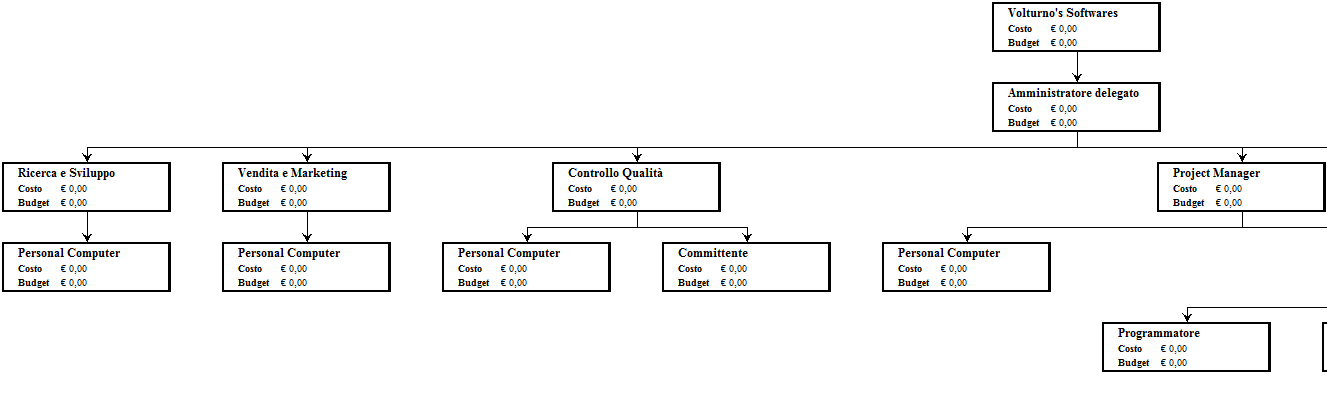 Volturno's Softwares
Costo € 0,00
Budget € 0,00
Amministratore delegato
Costo € 0,00
Budget € 0,00
Ricerca e Sviluppo
Costo € 0,00
Budget € 0,00
Vendita e Marketing
Costo € 0,00
Budget € 0,00
Controllo Qualità
Costo € 0,00
Budget € 0,00
Project Manager
Costo € 0,00
Budget € 0,00
Personal Computer
Costo € 0,00
Budget € 0,00
Personal Computer
Costo € 0,00
Budget € 0,00
Personal Computer
Costo € 0,00
Budget € 0,00
Committente
Costo € 0,00
Budget € 0,00
Personal Computer
Costo € 0,00
Budget € 0,00
Programmatore
Costo € 0,00
Budget € 0,00